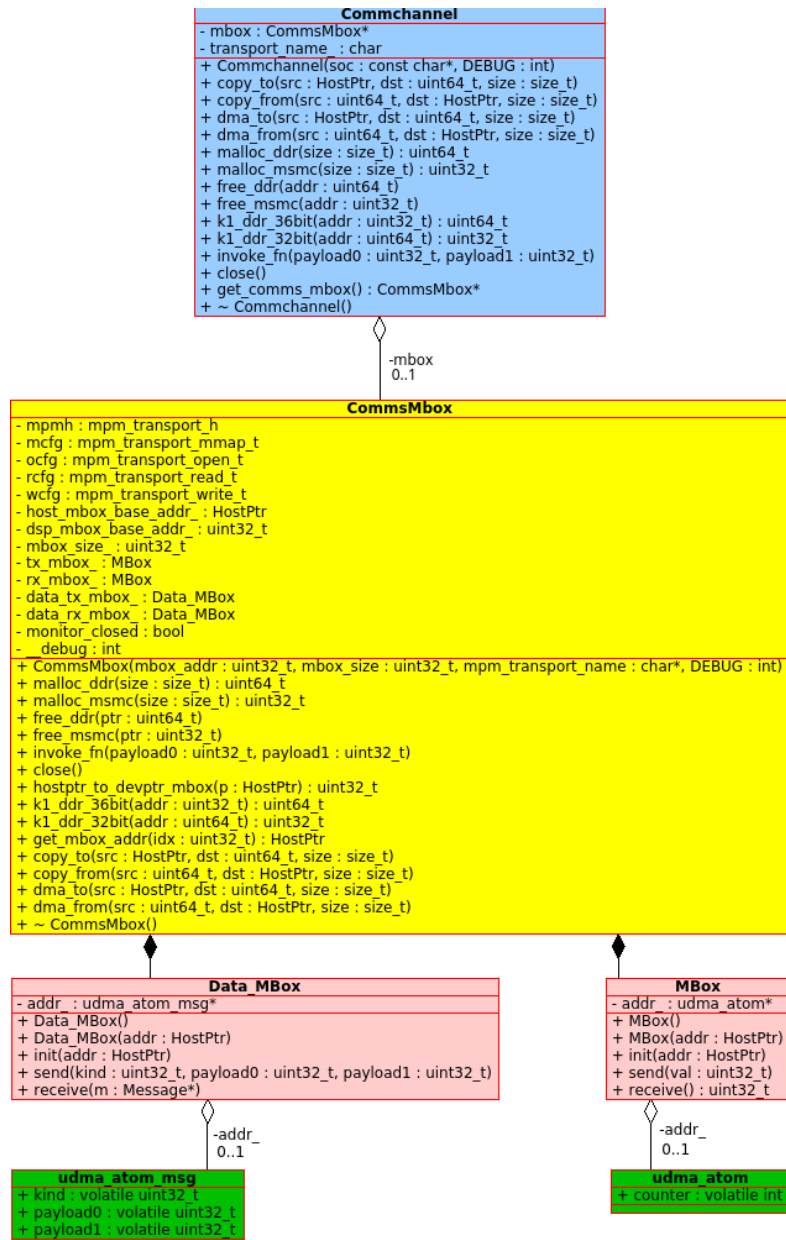 Commchannel
- mbox : CommsMbox*
- transport_name_ : char
+ Commchannel(soc : const char*, DEBUG : int)
+ copy_to(src : HostPtr, dst : uint64_t, size : size_t)
+ copy_from(src : uint64_t, dst : HostPtr, size : size_t)
+ dma_to(src : HostPtr, dst : uint64_t, size : size_t)
+ dma_from(src : uint64_t, dst : HostPtr, size : size_t)
+ malloc_ddr(size : size_t) : uint64_t
+ malloc_msmc(size : size_t) : uint32_t
+ free_ddr(addr : uint64_t)
+ free_msmc(addr : uint32_t)
+ k1_ddr_36bit(addr : uint32_t) : uint64_t
+ k1_ddr_32bit(addr : uint64_t) : uint32_t
+ invoke_fn(payload0 : uint32_t, payload1 : uint32_t)
+ close()
+ get_comms_mbox() : CommsMbox*
+ ~ Commchannel()
-mbox
0..1
CommsMbox
- mpmh : mpm_transport_h
- mcfg : mpm_transport_mmap_t
- ocfg : mpm_transport_open_t
- rcfg : mpm_transport_read_t
- wcfg : mpm_transport_write_t
- host_mbox_base_addr_ : HostPtr
- dsp_mbox_base_addr_ : uint32_t
- mbox_size_ : uint32_t
- tx_mbox_ : MBox
- rx_mbox_ : MBox
- data_tx_mbox_ : Data_MBox
- data_rx_mbox_ : Data_MBox
- monitor_closed : bool
- __debug : int
+ CommsMbox(mbox_addr : uint32_t, mbox_size : uint32_t, mpm_transport_name : char*, DEBUG : int)
+ malloc_ddr(size : size_t) : uint64_t
+ malloc_msmc(size : size_t) : uint32_t
+ free_ddr(ptr : uint64_t)
+ free_msmc(ptr : uint32_t)
+ invoke_fn(payload0 : uint32_t, payload1 : uint32_t)
+ close()
+ hostptr_to_devptr_mbox(p : HostPtr) : uint32_t
+ k1_ddr_36bit(addr : uint32_t) : uint64_t
+ k1_ddr_32bit(addr : uint64_t) : uint32_t
+ get_mbox_addr(idx : uint32_t) : HostPtr
+ copy_to(src : HostPtr, dst : uint64_t, size : size_t)
+ copy_from(src : uint64_t, dst : HostPtr, size : size_t)
+ dma_to(src : HostPtr, dst : uint64_t, size : size_t)
+ dma_from(src : uint64_t, dst : HostPtr, size : size_t)
+ ~ CommsMbox()
Data_MBox
- addr_ : udma_atom_msg*
+ Data_MBox()
+ Data_MBox(addr : HostPtr)
+ init(addr : HostPtr)
+ send(kind : uint32_t, payload0 : uint32_t, payload1 : uint32_t)
+ receive(m : Message*)
MBox
- addr_ : udma_atom*
+ MBox()
+ MBox(addr : HostPtr)
+ init(addr : HostPtr)
+ send(val : uint32_t)
+ receive() : uint32_t
-addr_
0..1
-addr_
0..1
udma_atom_msg
+ kind : volatile uint32_t
+ payload0 : volatile uint32_t
+ payload1 : volatile uint32_t
udma_atom
+ counter : volatile int